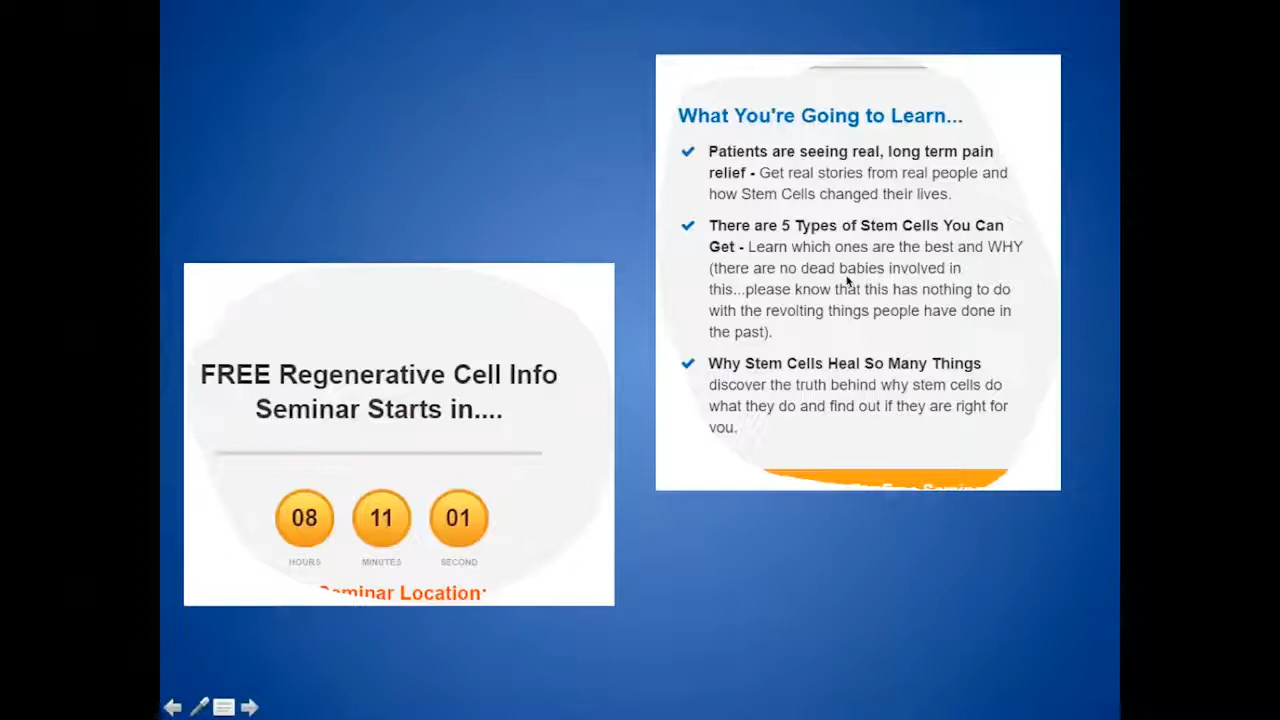 FREE Regenerative Cell Info
Seminar Starts in....
08 11 01
HOURS MINUTES SECOND
Seminar Location:
What You're Going to Learn...
Patients are seeing real, long term pain
relief - Get real stories from real people and
how Stem Cells changed their lives.
There are 5 Types of Stem Cells You Can
Get - Learn which ones are the best and WHY
(there are no dead babies involved in
this...please know that this has nothing to do
with the revolting things people have done in
the past).
Why Stem Cells Heal So Many Things
discover the truth behind why stem cells do
what they do and find out if they are right for
you.